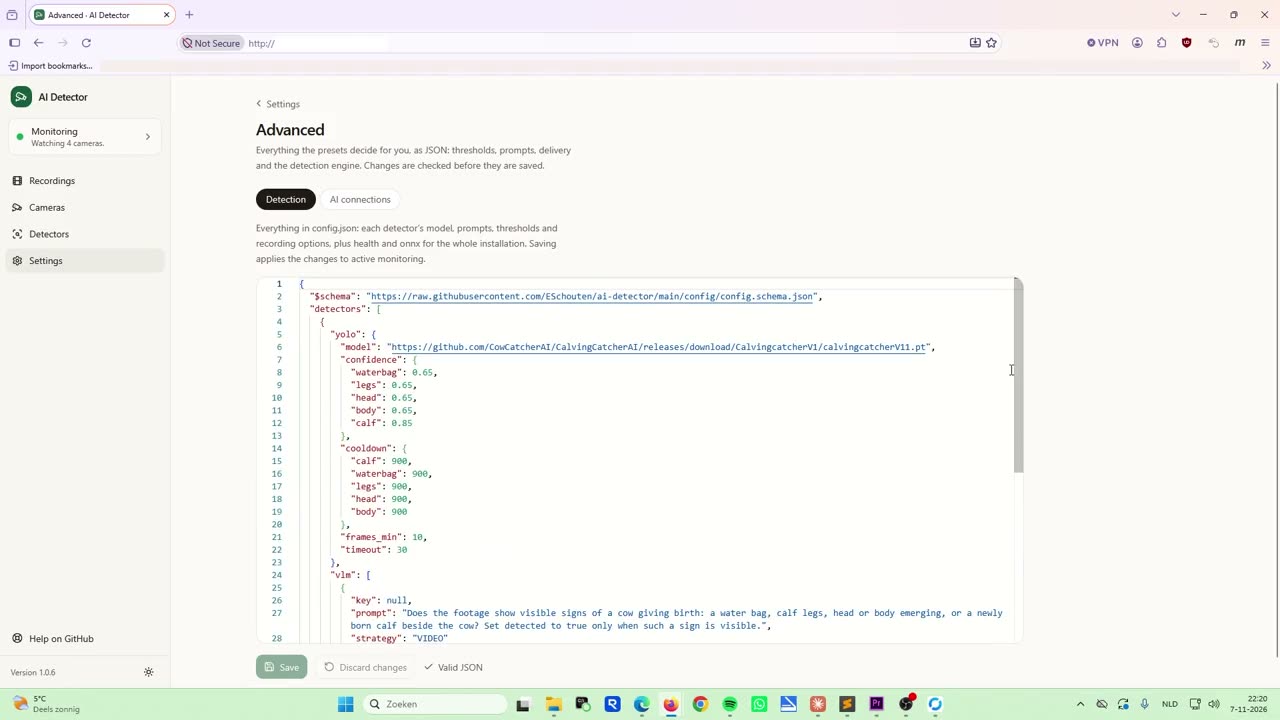 Advanced · AI Detector
Not Secure
http://
VPN
Import bookmarks...
AI Detector
Monitoring
Watching 4 cameras.
Recordings
Cameras
Detectors
Settings
Settings
Advanced
Everything the presets decide for you, as JSON: thresholds, prompts, delivery
and the detection engine. Changes are checked before they are saved.
Detection
AI connections
Everything in config.json: each detector's model, prompts, thresholds and
recording options, plus health and onnx for the whole installation. Saving
applies the changes to active monitoring.
1 {
2 "$schema": "https://raw.githubusercontent.com/ESchouten/ai-detector/main/config/config.schema.json",
3 "detectors": [
4 {
5 "yolo": {
6 "model": "https://github.com/CowCatcherAI/CalvingCatcherAI/releases/download/CalvingcatcherV1/calvingcatcherV11.pt",
7 "confidence": {
8 "waterbag": 0.65,
9 "legs": 0.65,
10 "head": 0.65,
11 "body": 0.65,
12 "calf": 0.85
13 },
14 "cooldown": {
15 "calf": 900,
16 "waterbag": 900,
17 "legs": 900,
18 "head": 900,
19 "body": 900
20 },
21 "frames_min": 10,
22 "timeout": 30
23 },
24 "vlm": [
25 {
26 "key": null,
27 "prompt": "Does the footage show visible signs of a cow giving birth: a water bag, calf legs, head or body emerging, or a newly
born calf beside the cow? Set detected to true only when such a sign is visible.",
28 "strategy": "VIDEO"
Save
Discard changes
Valid JSON
Help on GitHub
Version 1.0.6
5°C
Deels zonnig
Zoeken
NLD
22:20
7-11-2026